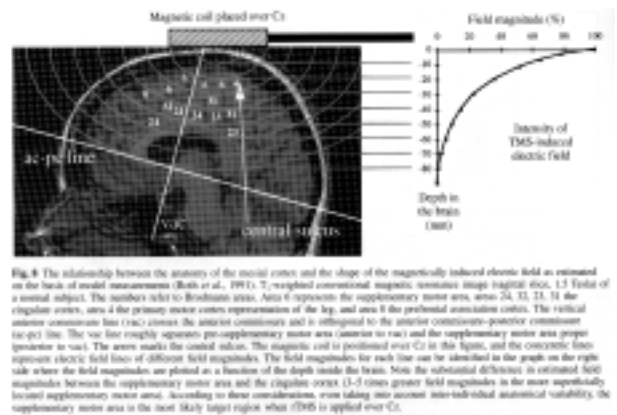 Magnetic coil placed over Cz
Field magnitude (%)
0 20 40 60 80 100
0
-10
-20
-30
-40
-50
-60
-70
-80
Intensity of
TMS-induced
electric field
Depth in
the brain
(mm)
ac-pc line
vac
central sulcus
Fig. 8 The relationship between the anatomy of the mesial cortex and the shape of the magnetically induced electric field as estimated
on the basis of model measurements (Roth et al., 1991). T1-weighted conventional magnetic resonance image (sagittal slice, 1.5 Tesla) of
a normal subject. The numbers refer to Brodmann areas. Area 6 represents the supplementary motor area, areas 24, 32, 23, 31 the
cingulate cortex, area 4 the primary motor cortex representation of the leg, and area 8 the prefrontal association cortex. The vertical
anterior commissure line (vac) crosses the anterior commissure and is orthogonal to the anterior commissure-posterior commissure
(ac-pc) line. The vac line roughly separates pre-supplementary motor area (anterior to vac) and the supplementary motor area proper
(posterior to vac). The arrow marks the central sulcus. The magnetic coil is positioned over Cz in this figure, and the concentric lines
represent electric field lines of different field magnitudes. The field magnitudes for each line can be identified in the graph on the right
side where the field magnitudes are plotted as a function of the depth inside the brain. Note the substantial difference in estimated field
magnitudes between the supplementary motor area and the cingulate cortex (3-5 times greater field magnitudes in the more superficially
located supplementary motor area). According to these considerations, even taking into account inter-individual anatomical variability, the
supplementary motor area is the most likely target region when rTMS is applied over Cz.